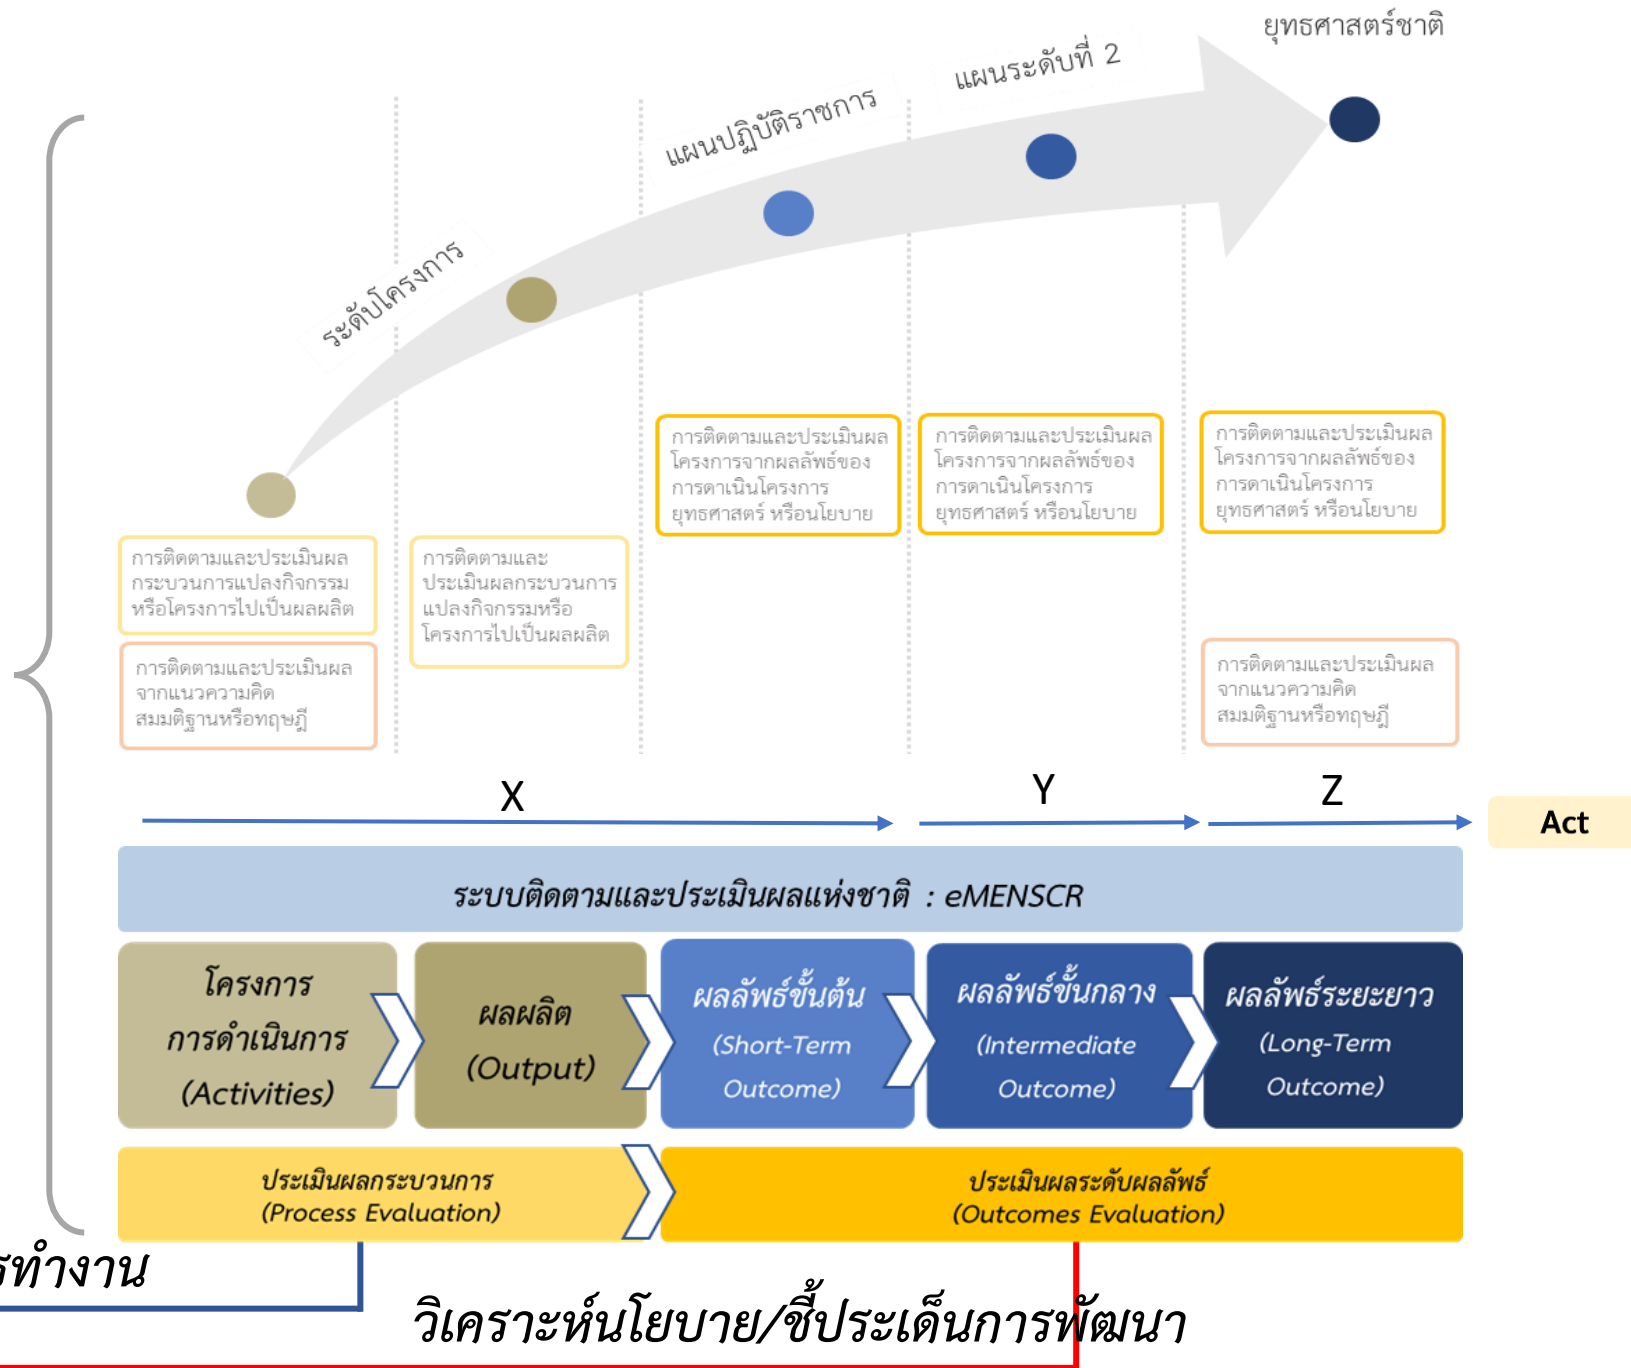 ยุทธศาสตร์ชาติ
แผนระดับที่ 2
แผนปฏิบัติราชการ
ระดับโครงการ
การติดตามและประเมินผล
โครงการจากผลลัพธ์ของ
การดาเนินโครงการ
ยุทธศาสตร์ หรือนโยบาย
การติดตามและประเมินผล
โครงการจากผลลัพธ์ของ
การดาเนินโครงการ
ยุทธศาสตร์ หรือนโยบาย
การติดตามและประเมินผล
โครงการจากผลลัพธ์ของ
การดาเนินโครงการ
ยุทธศาสตร์ หรือนโยบาย
การติดตามและประเมินผล
กระบวนการแปลงกิจกรรม
หรือโครงการไปเป็นผลผลิต
การติดตามและ
ประเมินผลกระบวนการ
แปลงกิจกรรมหรือ
โครงการไปเป็นผลผลิต
การติดตามและประเมินผล
จากแนวความคิด
สมมติฐานหรือทฤษฎี
การติดตามและประเมินผล
จากแนวความคิด
สมมติฐานหรือทฤษฎี
X
Y
Z
Act
ระบบติดตามและประเมินผลแห่งชาติ : eMENSCR
โครงการ
การดำเนินการ
(Activities)
ผลผลิต
(Output)
ผลลัพธ์ขั้นต้น
(Short-Term
Outcome)
ผลลัพธ์ขั้นกลาง
(Intermediate
Outcome)
ผลลัพธ์ระยะยาว
(Long-Term
Outcome)
ประเมินผลกระบวนการ
(Process Evaluation)
ประเมินผลระดับผลลัพธ์
(Outcomes Evaluation)
รทำงาน
วิเคราะห์นโยบาย/ชี้ประเด็นการพัฒนา